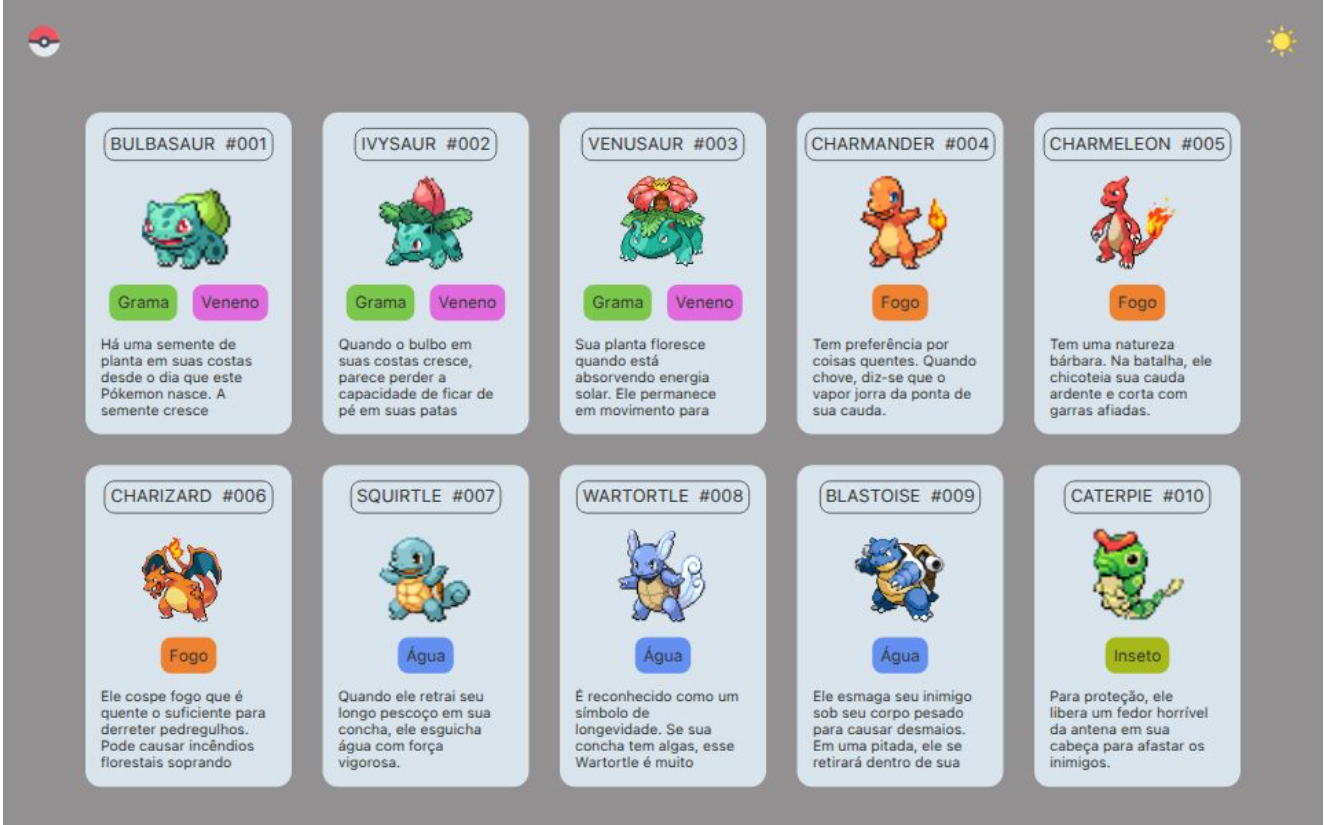 BULBASAUR #001
Grama Veneno
Há uma semente de
planta em suas costas
desde o dia que este
Pókemon nasce. A
semente cresce
IVYSAUR #002
Grama Veneno
Quando o bulbo em
suas costas cresce,
parece perder a
capacidade de ficar de
pé em suas patas
VENUSAUR #003
Grama Veneno
Sua planta floresce
quando está
absorvendo energia
solar. Ele permanece
em movimento para
CHARMANDER #004
Fogo
Tem preferência por
coisas quentes. Quando
chove, diz-se que o
vapor jorra da ponta de
sua cauda.
CHARMELEON #005
Fogo
Tem uma natureza
bárbara. Na batalha, ele
chicoteia sua cauda
ardente e corta com
garras afiadas.
CHARIZARD #006
Fogo
Ele cospe fogo que é
quente o suficiente para
derreter pedregulhos.
Pode causar incêndios
florestais soprando
SQUIRTLE #007
Água
Quando ele retrai seu
longo pescoço em sua
concha, ele esguicha
água com força
vigorosa.
WARTORTLE #008
Água
É reconhecido como um
símbolo de
longevidade. Se sua
concha tem algas, esse
Wartortle é muito
BLASTOISE #009
Água
Ele esmaga seu inimigo
sob seu corpo pesado
para causar desmaios.
Em uma pitada, ele se
retirará dentro de sua
CATERPIE #010
Inseto
Para proteção, ele
libera um fedor horrível
da antena em sua
cabeça para afastar os
inimigos.